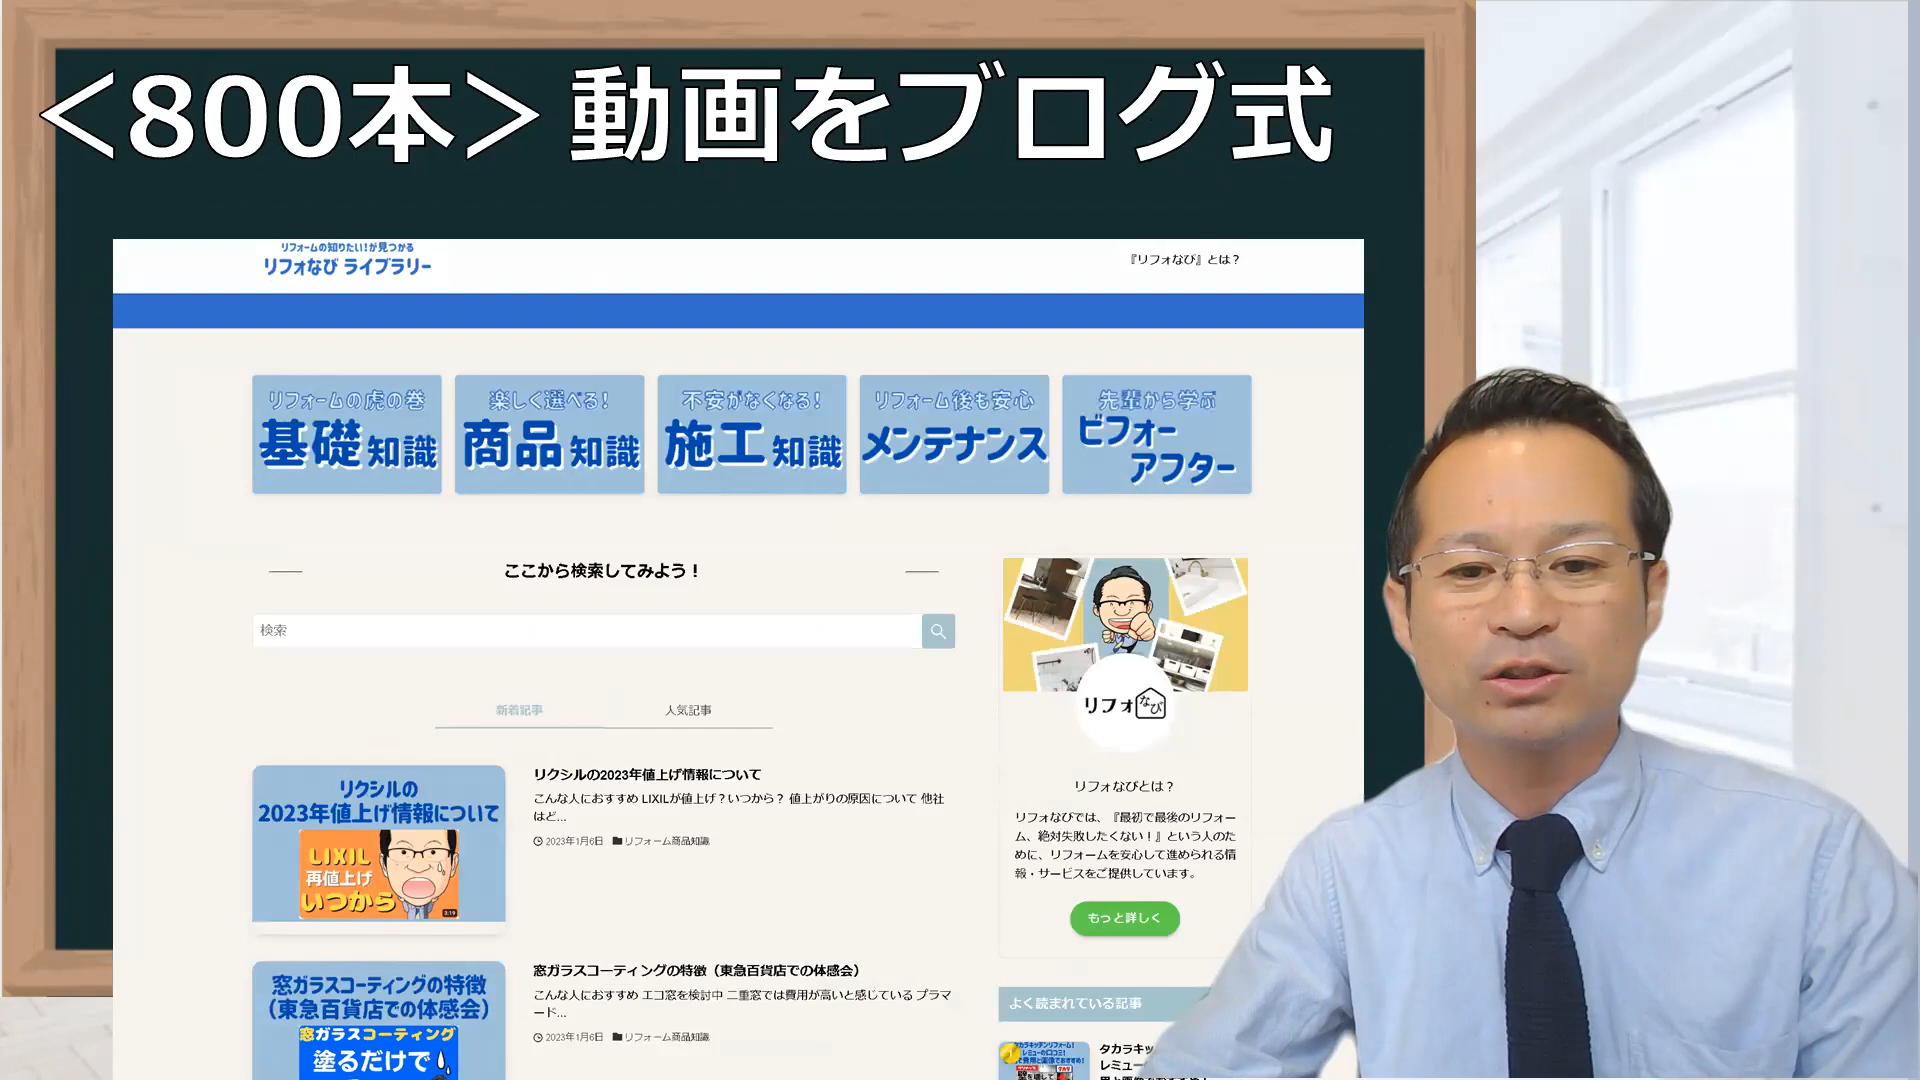 ＜800本＞動画をブログ式
リフォームの知りたい!が見つかる
リフォなび ライブラリー
『リフォなび』とは？
リフォームの虎の巻
基礎知識
楽しく選べる!
商品知識
不安がなくなる!
施工知識
リフォーム後も安心
メンテナンス
先輩から学ぶ
ビフォー
アフター
ここから検索してみよう！
検索
新着記事
人気記事
リクシルの
2023年値上げ情報について
LIXIL
再値上げ
いつから
3:19
リクシルの2023年値上げ情報について
こんな人におすすめ LIXILが値上げ？いつから？ 値上がりの原因について 他社
はど…
2023年1月6日 リフォーム商品知識
窓ガラスコーティングの特徴
（東急百貨店での体感会）
窓ガラスコーティング
塗るだけで
窓ガラスコーティングの特徴（東急百貨店での体感会）
こんな人におすすめ エコ窓を検討中 二重窓では費用が高いと感じている プラマ
ード…
2023年1月6日 リフォーム商品知識
リフォなび
リフォなびとは？
リフォなびでは、『最初で最後のリフォー
ム、絶対失敗したくない！』という人のた
めに、リフォームを安心して進められる情
報・サービスをご提供しています。
もっと詳しく
よく読まれている記事
タカラキッ
レミュー